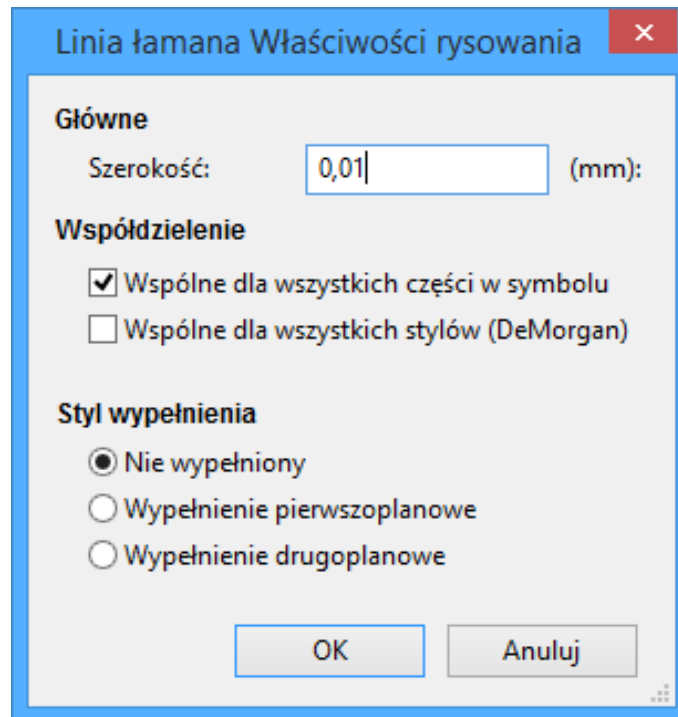 Linia łamana Właściwości rysowania
Główne
Szerokość: 0,01 (mm):
Współdzielenie
Wspólne dla wszystkich części w symbolu
Wspólne dla wszystkich stylów (DeMorgan)
Styl wypełnienia
Nie wypełniony
Wypełnienie pierwszoplanowe
Wypełnienie drugoplanowe
OK Anuluj